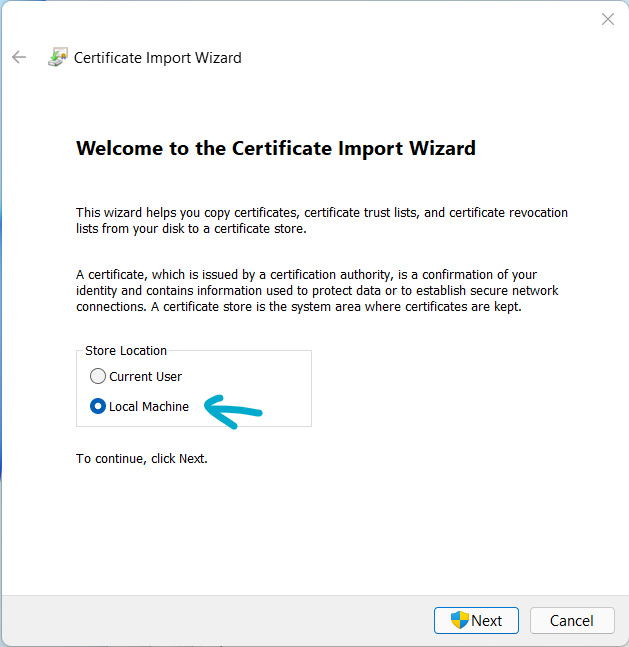 Certificate Import Wizard
Welcome to the Certificate Import Wizard
This wizard helps you copy certificates, certificate trust lists, and certificate revocation
lists from your disk to a certificate store.
A certificate, which is issued by a certification authority, is a confirmation of your
identity and contains information used to protect data or to establish secure network
connections. A certificate store is the system area where certificates are kept.
Store Location
Current User
Local Machine
To continue, click Next.
Next
Cancel